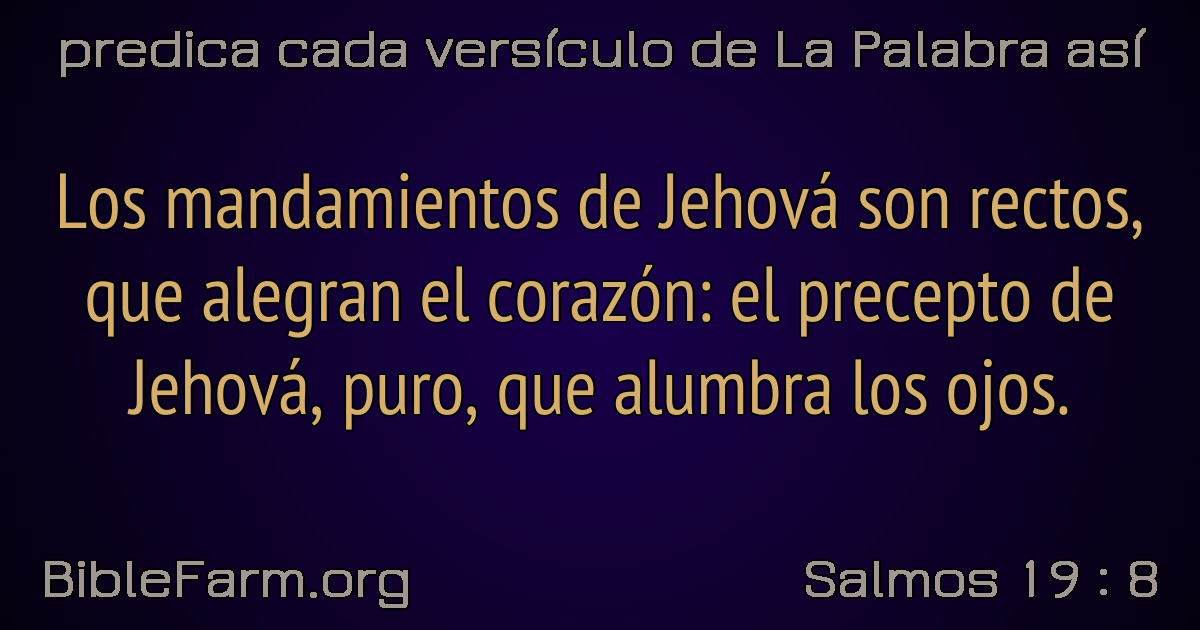 predica cada versículo de La Palabra así
Los mandamientos de Jehová son rectos,
que alegran el corazón: el precepto de
Jehová, puro, que alumbra los ojos.
BibleFarm.org
Salmos 19 : 8